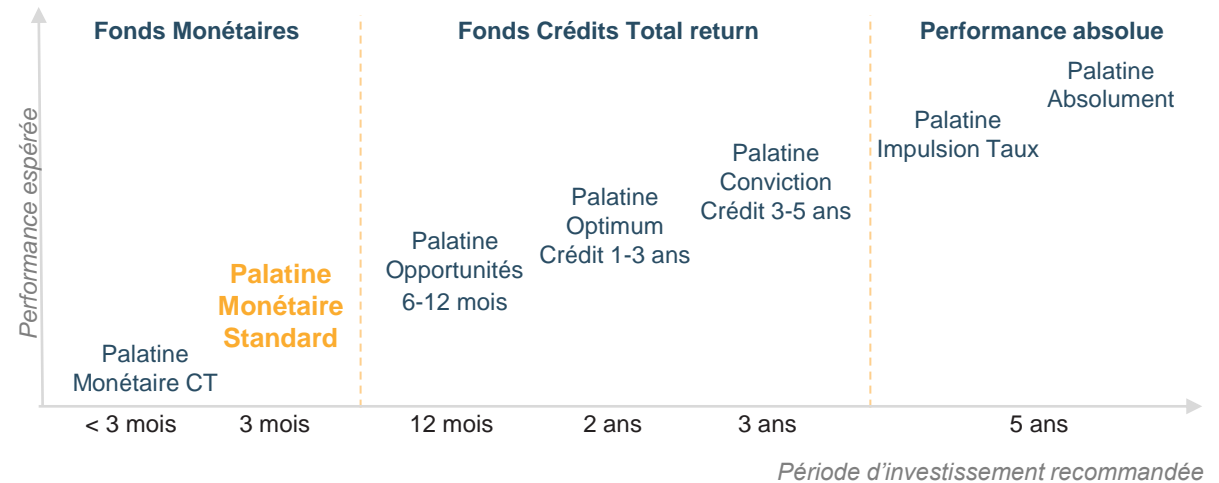 Fonds Monétaires
Fonds Crédits Total return
Performance absolue
Performance espérée
Palatine
Monétaire CT
Palatine
Monétaire
Standard
Palatine
Opportunités
6-12 mois
Palatine
Optimum
Crédit 1-3 ans
Palatine
Conviction
Crédit 3-5 ans
Palatine
Impulsion Taux
Palatine
Absolument
< 3 mois
3 mois
12 mois
2 ans
3 ans
5 ans
Période d’investissement recommandée